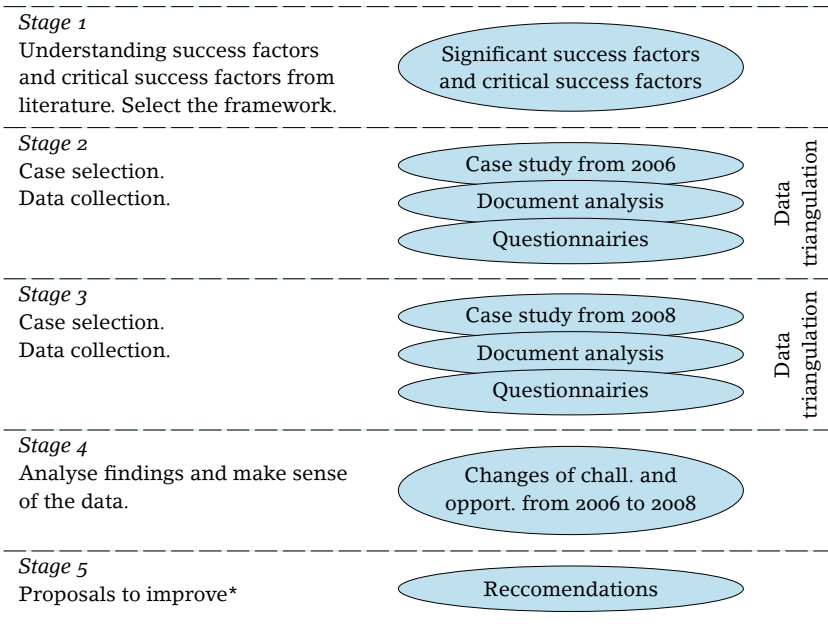 Stage 1
Understanding success factors
and critical success factors from
literature. Select the framework.
Significant success factors
and critical success factors
Stage 2
Case selection.
Data collection.
Case study from 2006
Document analysis
Questionnairies
Data
triangulation
Stage 3
Case selection.
Data collection.
Case study from 2008
Document analysis
Questionnairies
Data
triangulation
Stage 4
Analyse findings and make sense
of the data.
Changes of chall. and
opport. from 2006 to 2008
Stage 5
Proposals to improve*
Reccomendations